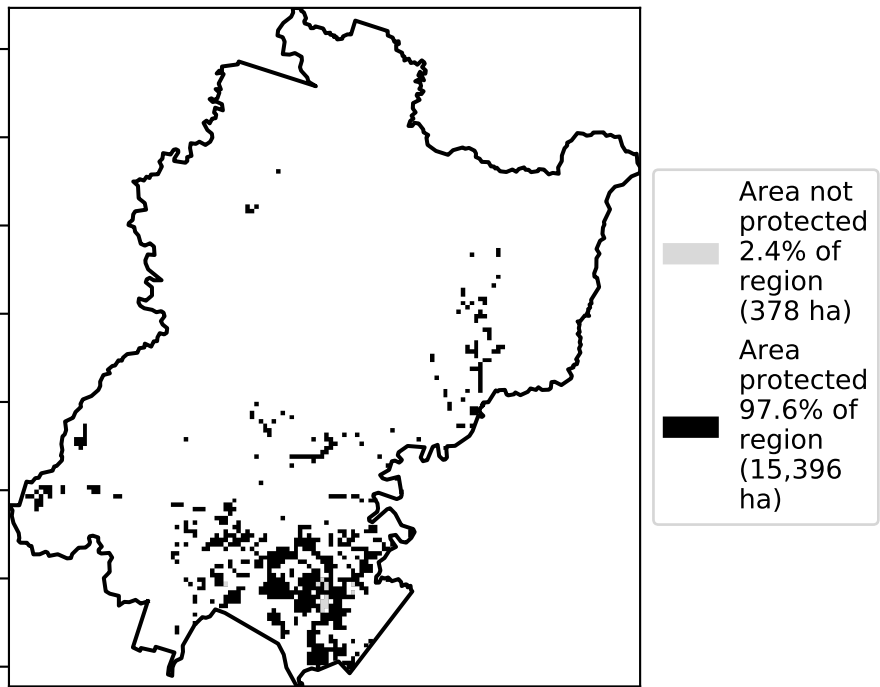 Area not
protected
2.4% of
region
(378 ha)
Area
protected
97.6% of
region
(15,396
ha)